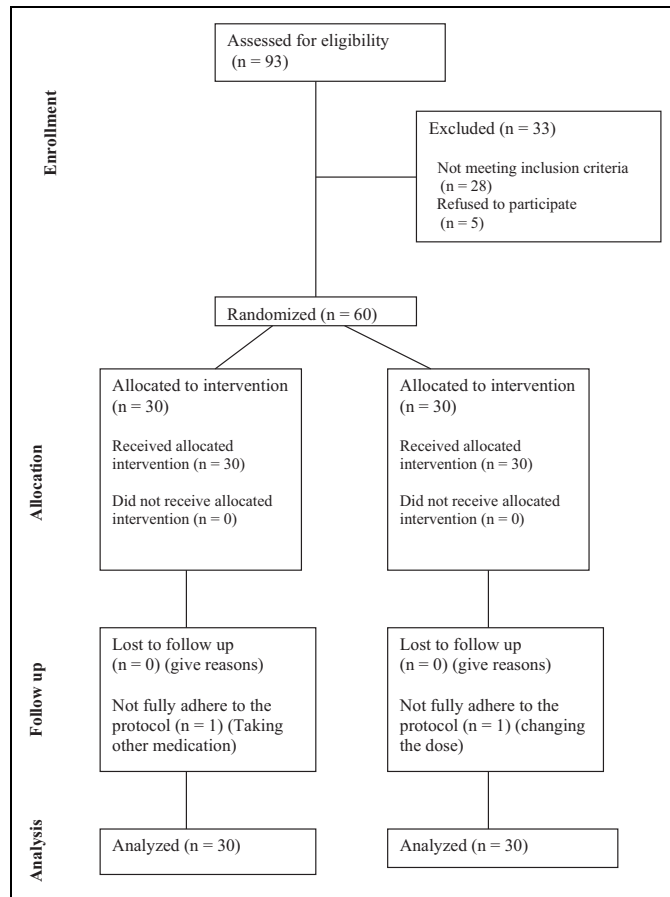 Assessed for eligibility
(n = 93)
Enrollment
Excluded (n = 33)
Not meeting inclusion criteria
(n = 28)
Refused to participate
(n = 5)
Randomized (n = 60)
Allocation
Allocated to intervention
(n = 30)
Received allocated
intervention (n = 30)
Did not receive allocated
intervention (n = 0)
Allocated to intervention
(n = 30)
Received allocated
intervention (n = 30)
Did not receive allocated
intervention (n = 0)
Follow up
Lost to follow up
(n = 0) (give reasons)
Not fully adhere to the
protocol (n = 1) (Taking
other medication)
Lost to follow up
(n = 0) (give reasons)
Not fully adhere to the
protocol (n = 1) (changing
the dose)
Analysis
Analyzed (n = 30)
Analyzed (n = 30)